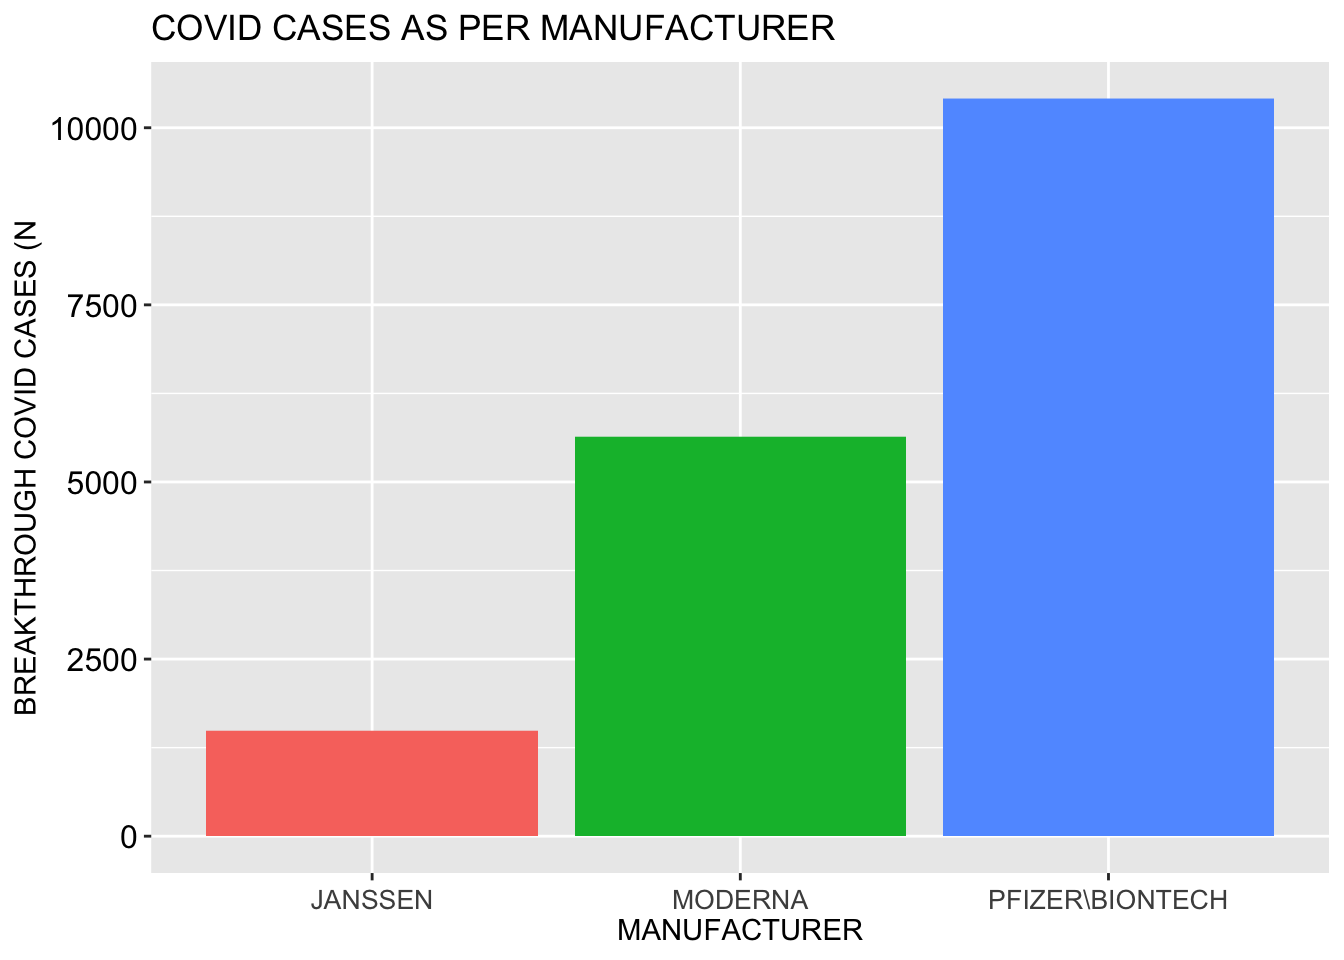 COVID CASES AS PER MANUFACTURER
BREAKTHROUGH COVID CASES (N
10000
7500
5000
2500
0
JANSSEN
MODERNA
PFIZER\BIONTECH
MANUFACTURER